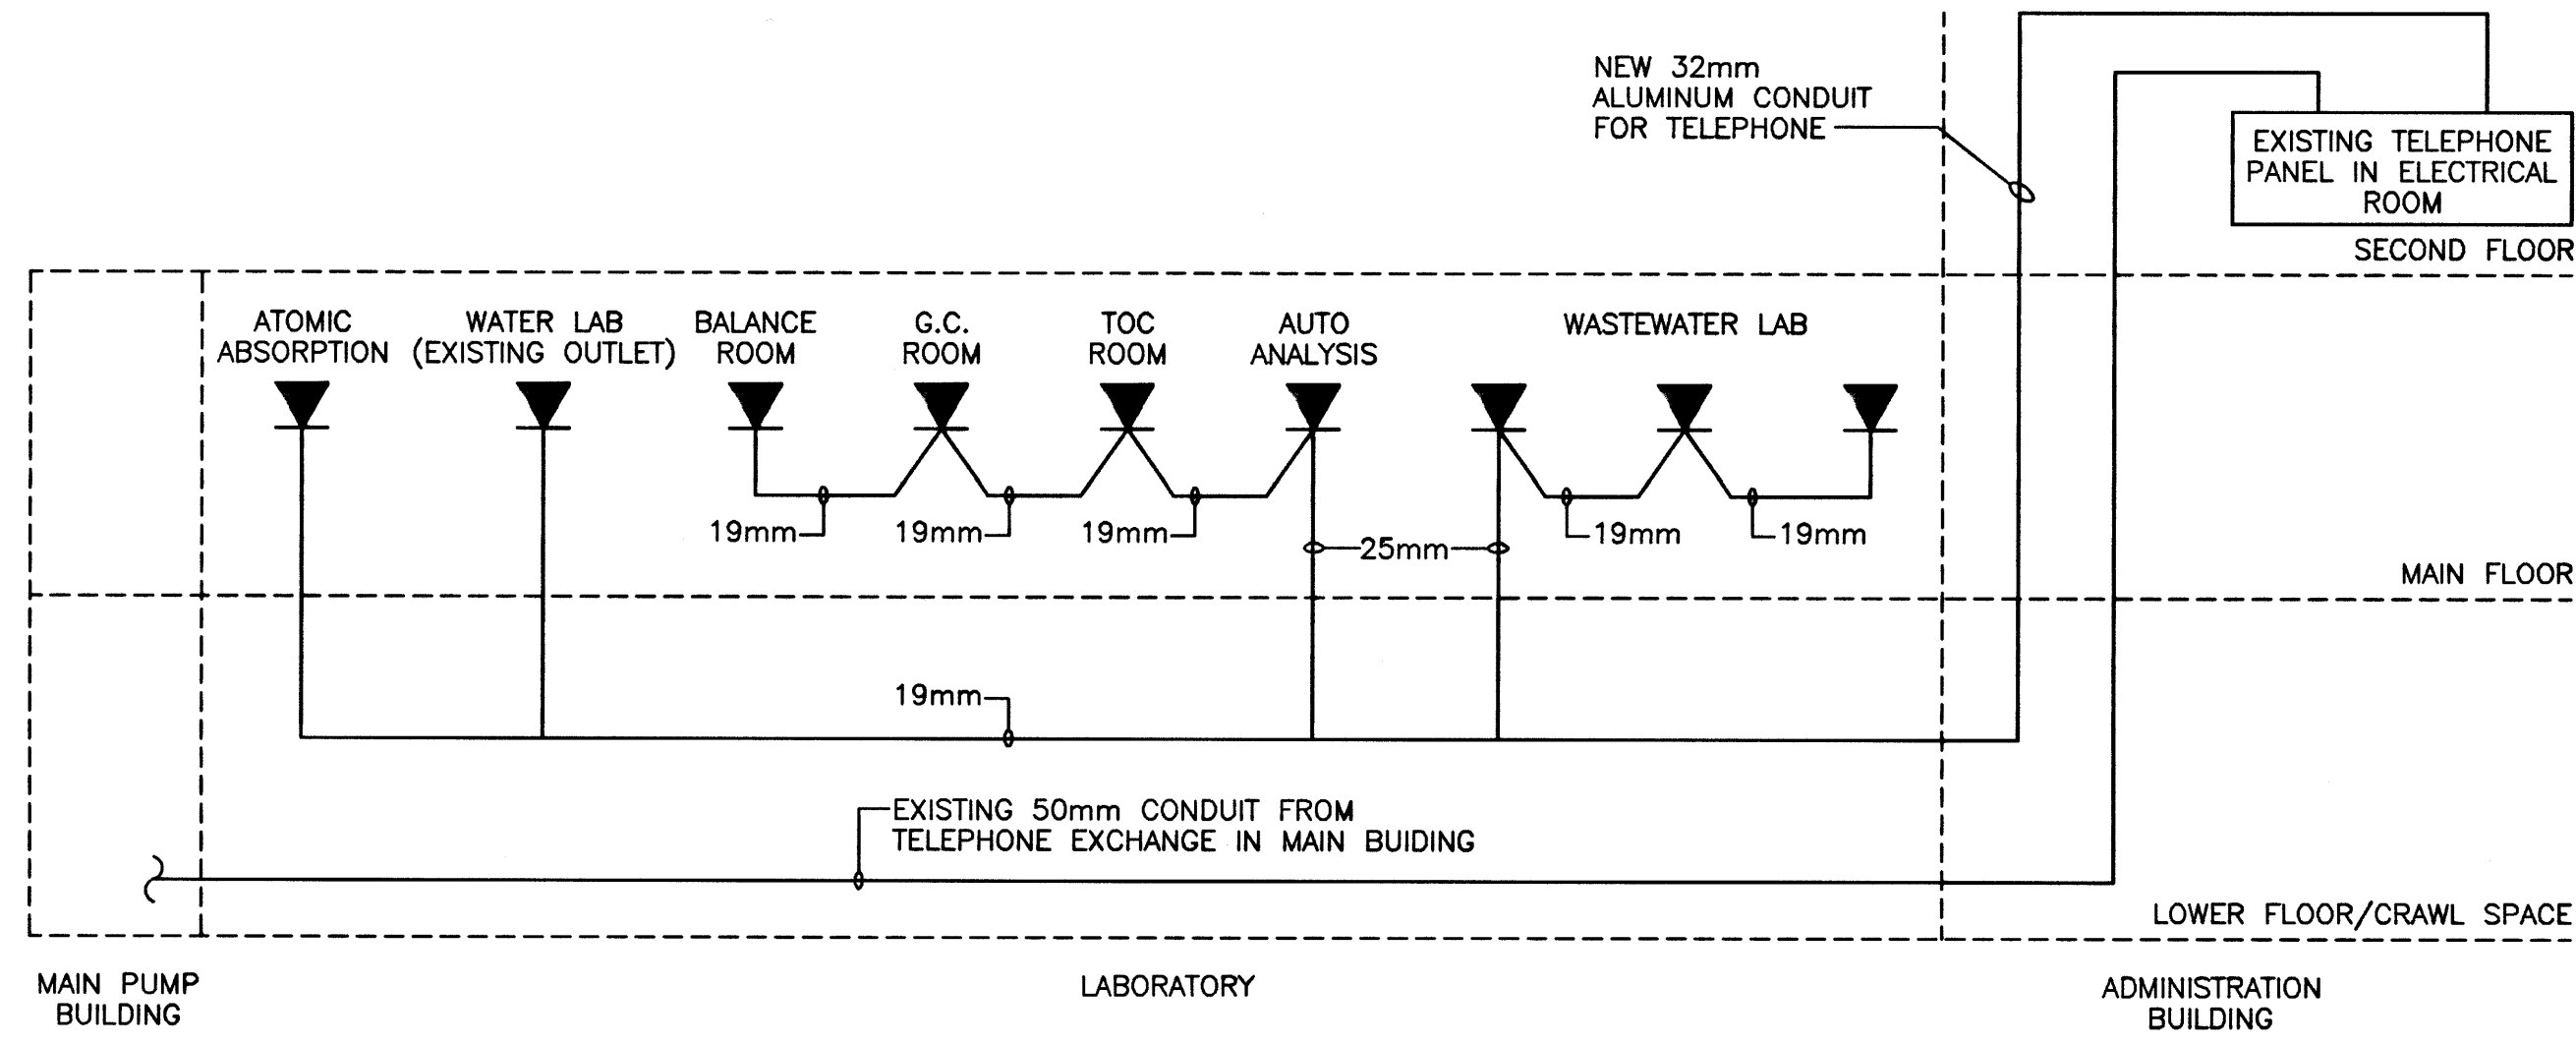 NEW 32mm
ALUMINUM CONDUIT
FOR TELEPHONE
EXISTING TELEPHONE
PANEL IN ELECTRICAL
ROOM
SECOND FLOOR
ATOMIC
ABSORPTION
WATER LAB
(EXISTING OUTLET)
BALANCE
ROOM
G.C.
ROOM
TOC
ROOM
AUTO
ANALYSIS
WASTEWATER LAB
19mm
19mm
19mm
25mm
19mm
19mm
MAIN FLOOR
19mm
EXISTING 50mm CONDUIT FROM
TELEPHONE EXCHANGE IN MAIN BUIDING
LOWER FLOOR/CRAWL SPACE
MAIN PUMP
BUILDING
LABORATORY
ADMINISTRATION
BUILDING